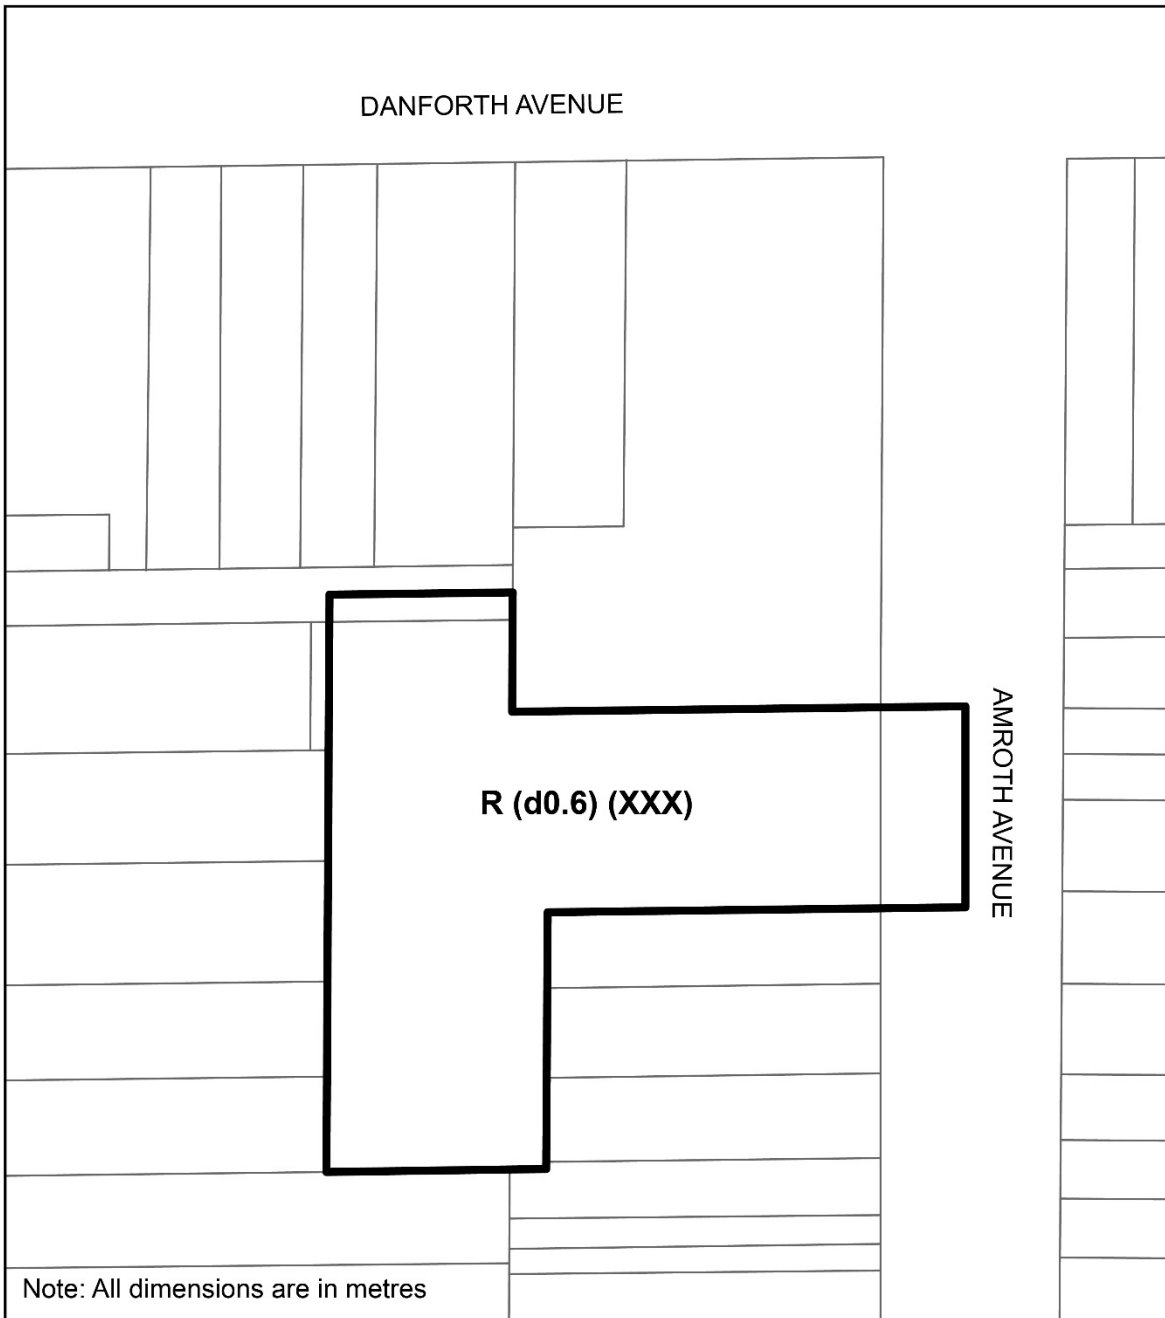 DANFORTH AVENUE
AMROTH AVENUE
R (d0.6) (XXX)
Note: All dimensions are in metres